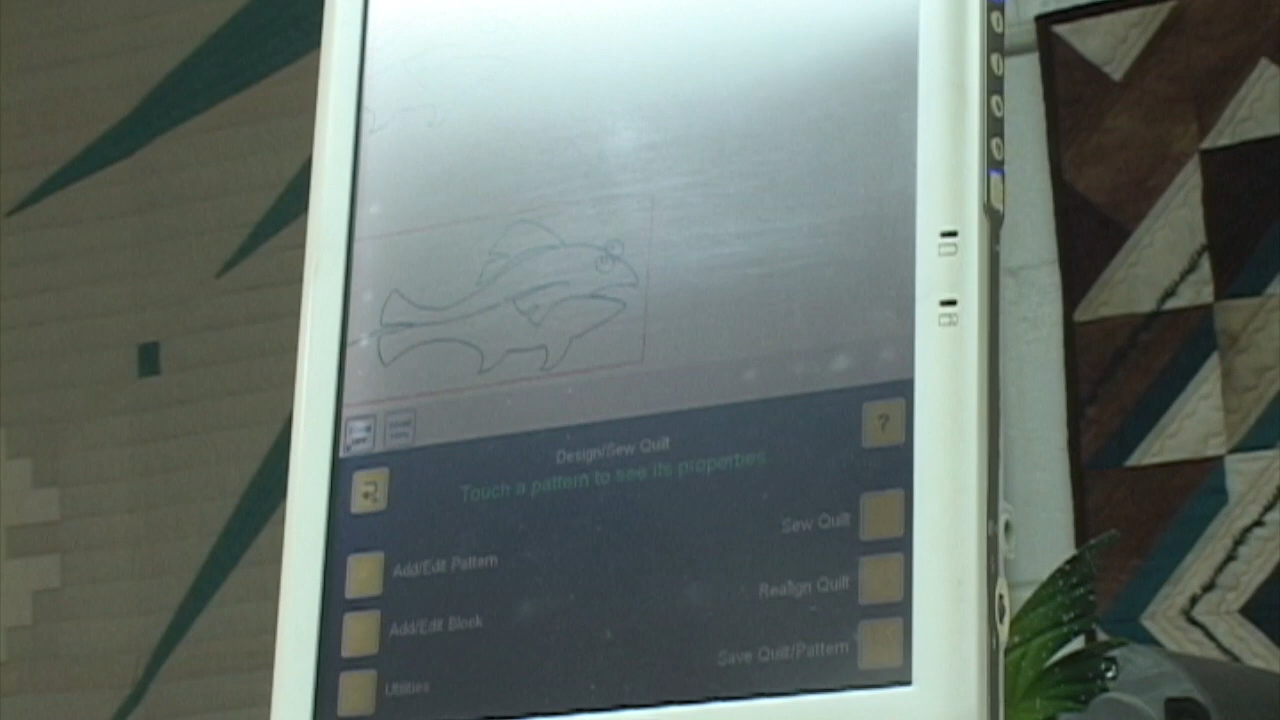 ?
Design/Sew Quilt
Touch a pattern to see its properties
Sew Quilt
Add/Edit Pattern
Realign Quilt
Add/Edit Block
Save Quilt/Pattern
Utilities